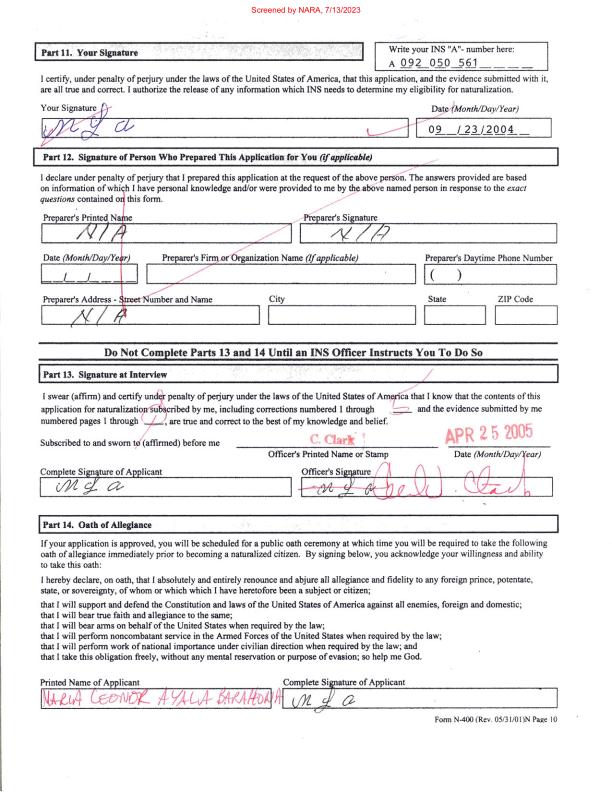 Screened by NARA, 7/13/2023
Part 11. Your Signature
Write your INS "A"- number here:
A 092 050 561
I certify, under penalty of perjury under the laws of the United States of America, that this application, and the evidence submitted with it,
are all true and correct. I authorize the release of any information which INS needs to determine my eligibility for naturalization.
Your Signature Date (Month/Day/Year)
M L a 09 / 23 / 2004
Part 12. Signature of Person Who Prepared This Application for You (if applicable)
I declare under penalty of perjury that I prepared this application at the request of the above person. The answers provided are based
on information of which I have personal knowledge and/or were provided to me by the above named person in response to the exact
questions contained on this form.
Preparer's Printed Name Preparer's Signature
N/A N/A
Date (Month/Day/Year) Preparer's Firm or Organization Name (If applicable) Preparer's Daytime Phone Number
/ / ( )
Preparer's Address - Street Number and Name City State ZIP Code
N/A
Do Not Complete Parts 13 and 14 Until an INS Officer Instructs You To Do So
Part 13. Signature at Interview
I swear (affirm) and certify under penalty of perjury under the laws of the United States of America that I know that the contents of this
application for naturalization subscribed by me, including corrections numbered 1 through 5 and the evidence submitted by me
numbered pages 1 through , are true and correct to the best of my knowledge and belief.
Subscribed to and sworn to (affirmed) before me C. Clark APR 25 2005
Officer's Printed Name or Stamp Date (Month/Day/Year)
Complete Signature of Applicant Officer's Signature
M L a M L a Clark
Part 14. Oath of Allegiance
If your application is approved, you will be scheduled for a public oath ceremony at which time you will be required to take the following
oath of allegiance immediately prior to becoming a naturalized citizen. By signing below, you acknowledge your willingness and ability
to take this oath:
I hereby declare, on oath, that I absolutely and entirely renounce and abjure all allegiance and fidelity to any foreign prince, potentate,
state, or sovereignty, of whom or which which I have heretofore been a subject or citizen;
that I will support and defend the Constitution and laws of the United States of America against all enemies, foreign and domestic;
that I will bear true faith and allegiance to the same;
that I will bear arms on behalf of the United States when required by the law;
that I will perform noncombatant service in the Armed Forces of the United States when required by the law;
that I will perform work of national importance under civilian direction when required by the law; and
that I take this obligation freely, without any mental reservation or purpose of evasion; so help me God.
Printed Name of Applicant Complete Signature of Applicant
MARIA LEONOR AYALA BARAHONA M L a
Form N-400 (Rev. 05/31/01)N Page 10